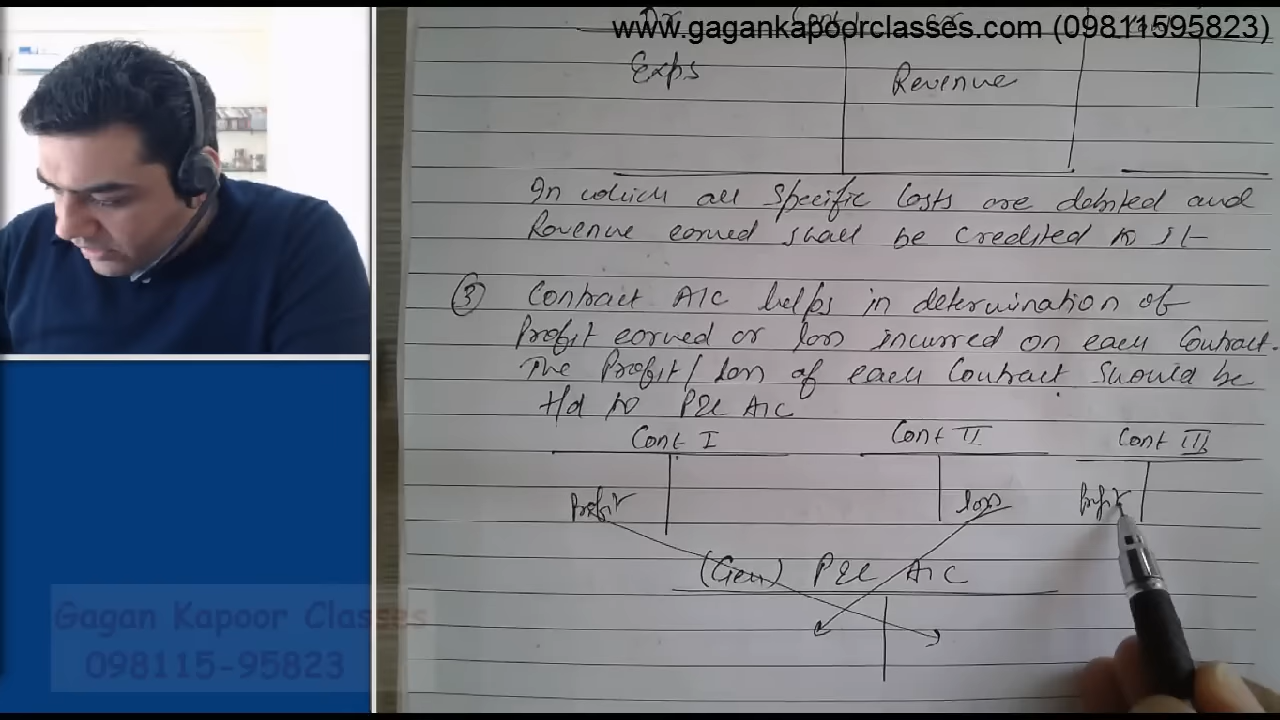 www.gagankapoorclasses.com (09811595823)
Exps
Revenue
In which all specific Costs are debited and
Revenue earned shall be credited to it
③ Contract A/C helps in determination of
Profit earned or loss incurred on each Contract.
The Profit/loss of each Contract should be
t/d to P&L A/C
Cont I Cont II Cont III
Profit loss Profit
(Gen) P&L A/C
Gagan Kapoor Classes
098115-95823